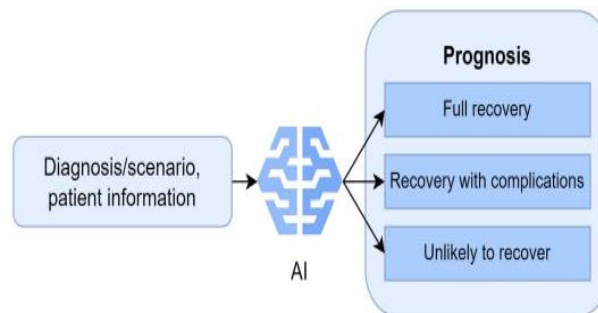 Diagnosis/scenario,
patient information
AI
Prognosis
Full recovery
Recovery with complications
Unlikely to recover